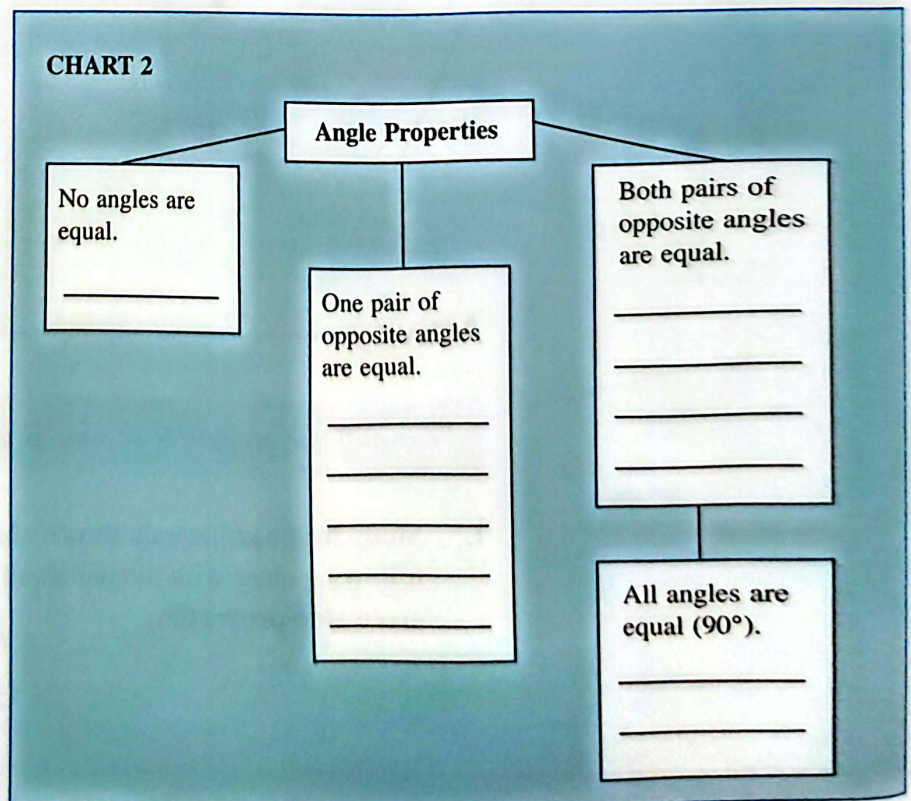 CHART 2
Angle Properties
No angles are
equal.
One pair of
opposite angles
are equal.
Both pairs of
opposite angles
are equal.
All angles are
equal (90°).